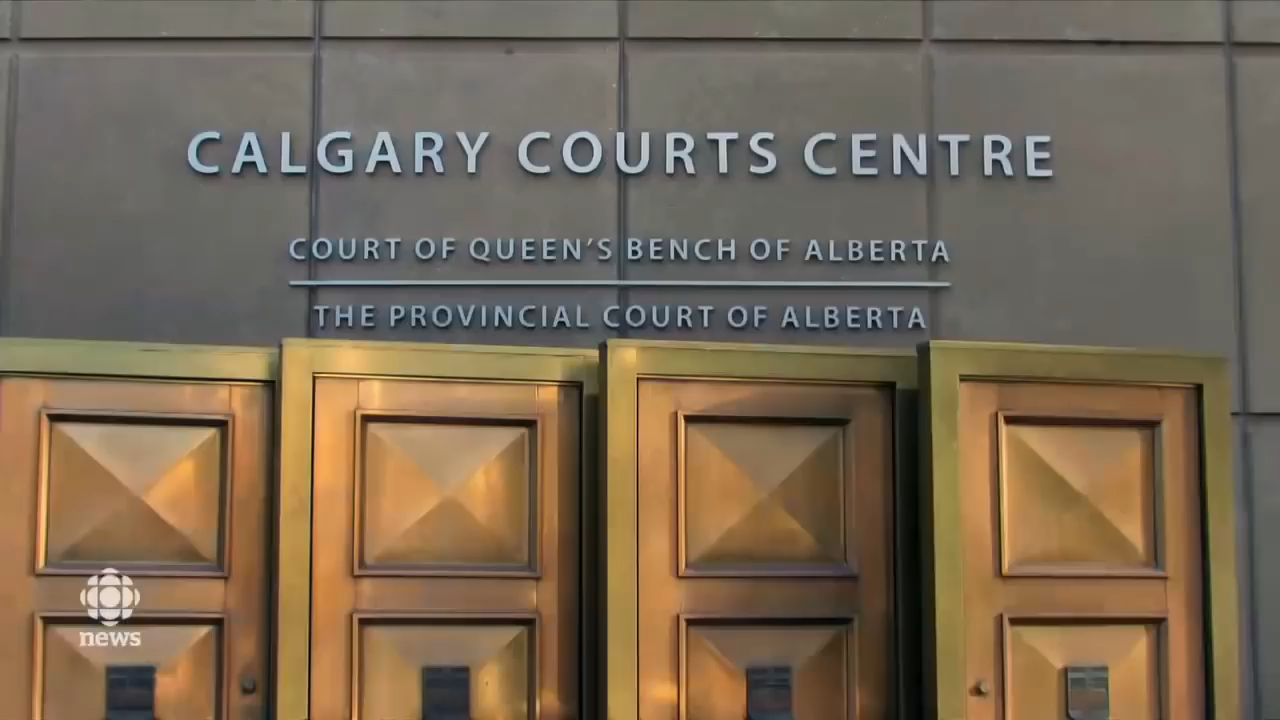 CALGARY COURTS CENTRE
COURT OF QUEEN'S BENCH OF ALBERTA
THE PROVINCIAL COURT OF ALBERTA
news